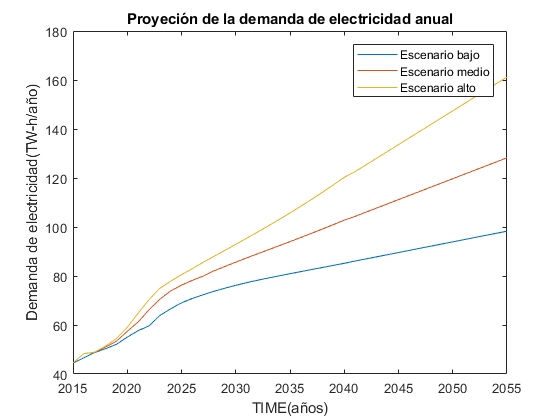 Proyeción de la demanda de electricidad anual
180
160
140
120
100
80
60
40
Demanda de electricidad(TW-h/año)
Escenario bajo
Escenario medio
Escenario alto
2015 2020 2025 2030 2035 2040 2045 2050 2055
TIME(años)